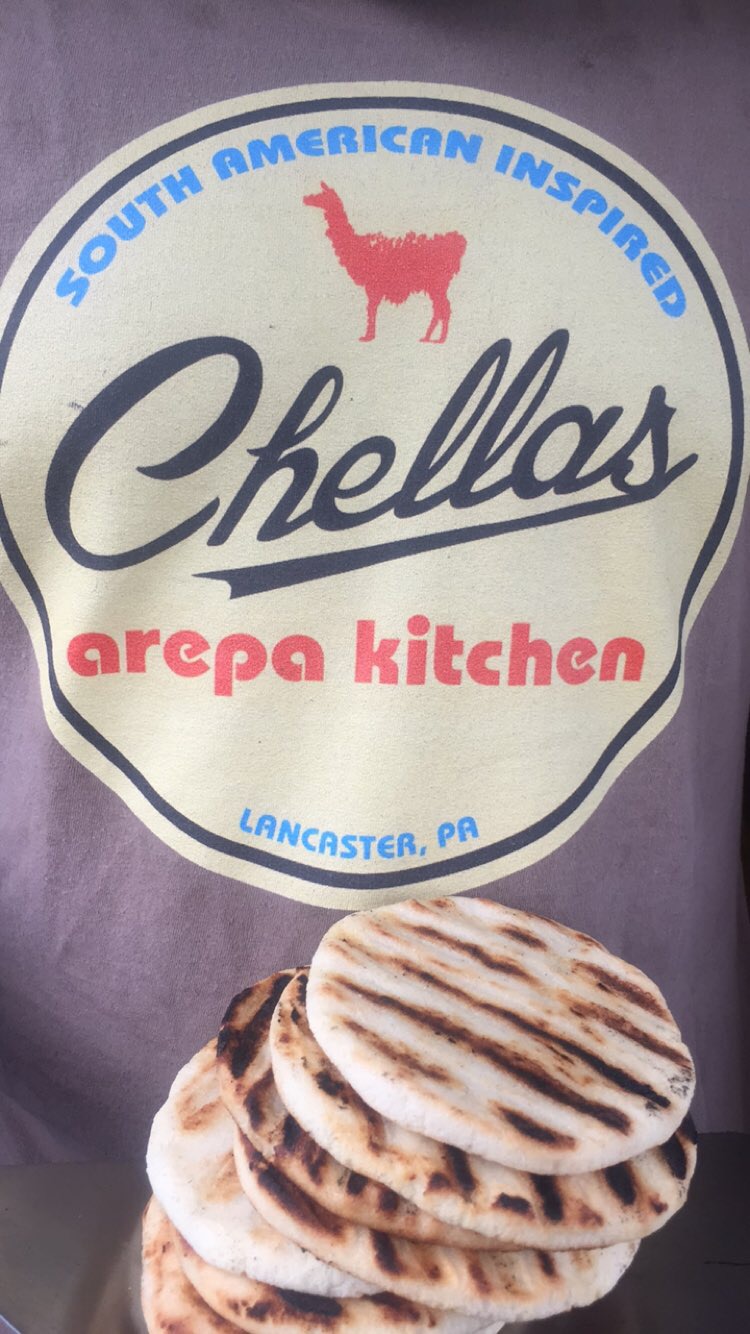 SOUTH AMERICAN INSPIRED
Chellas
arepa kitchen
LANCASTER, PA